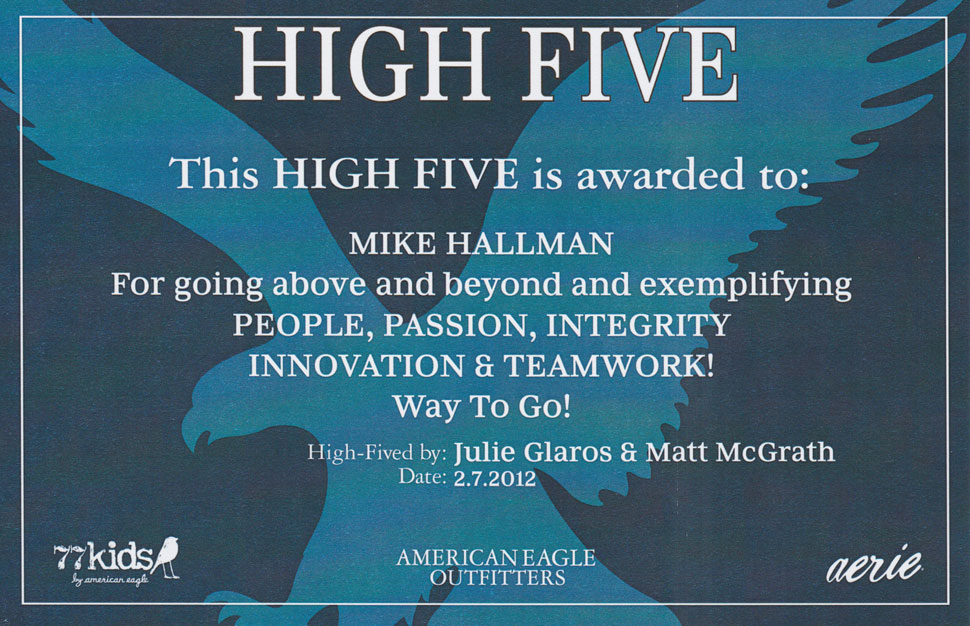 HIGH FIVE
This HIGH FIVE is awarded to:
MIKE HALLMAN
For going above and beyond and exemplifying
PEOPLE, PASSION, INTEGRITY
INNOVATION & TEAMWORK!
Way To Go!
High-Fived by: Julie Glaros & Matt McGrath
Date: 2.7.2012
77kids
by american eagle
AMERICAN EAGLE
OUTFITTERS
aerie